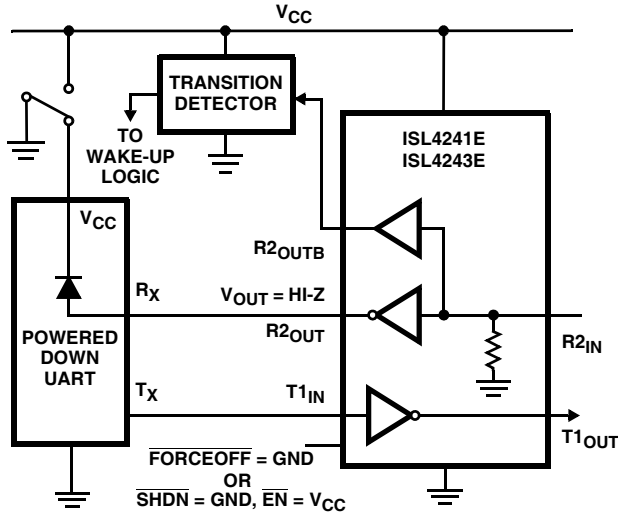 VCC
TRANSITION
DETECTOR
TO
WAKE-UP
LOGIC
ISL4241E
ISL4243E
VCC
R2OUTB
RX
VOUT = HI-Z
R2OUT
R2IN
POWERED
DOWN
UART
TX
T1IN
T1OUT
FORCEOFF = GND
OR
SHDN = GND, EN = VCC